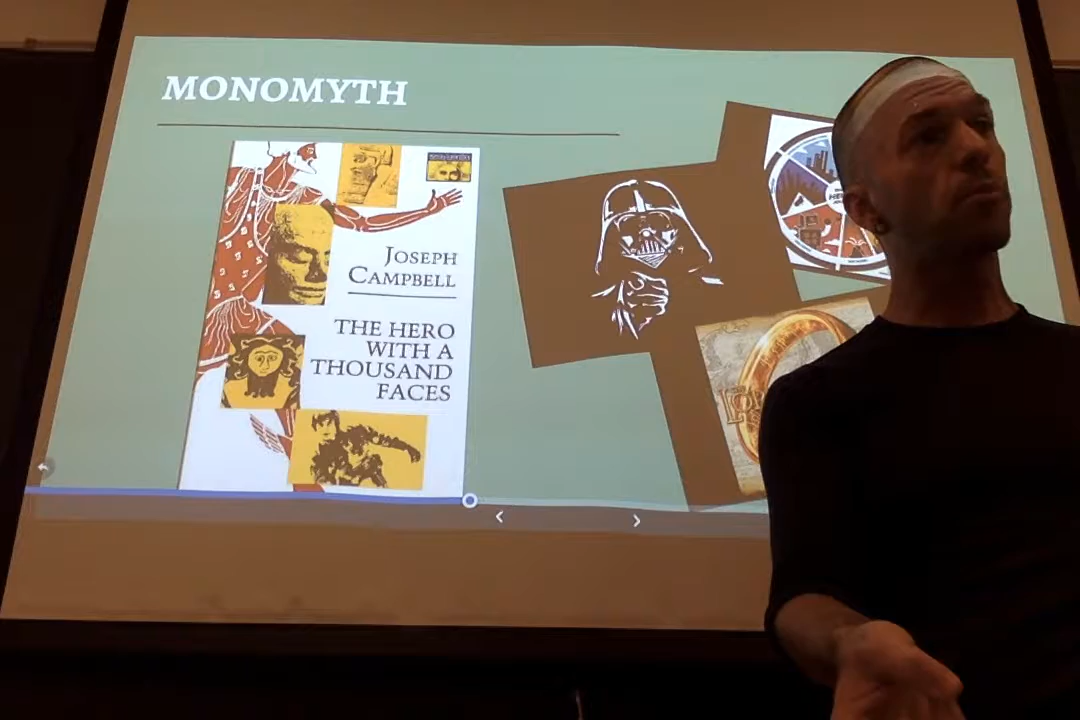 MONOMYTH
JOSEPH
CAMPBELL
THE HERO
WITH A
THOUSAND
FACES